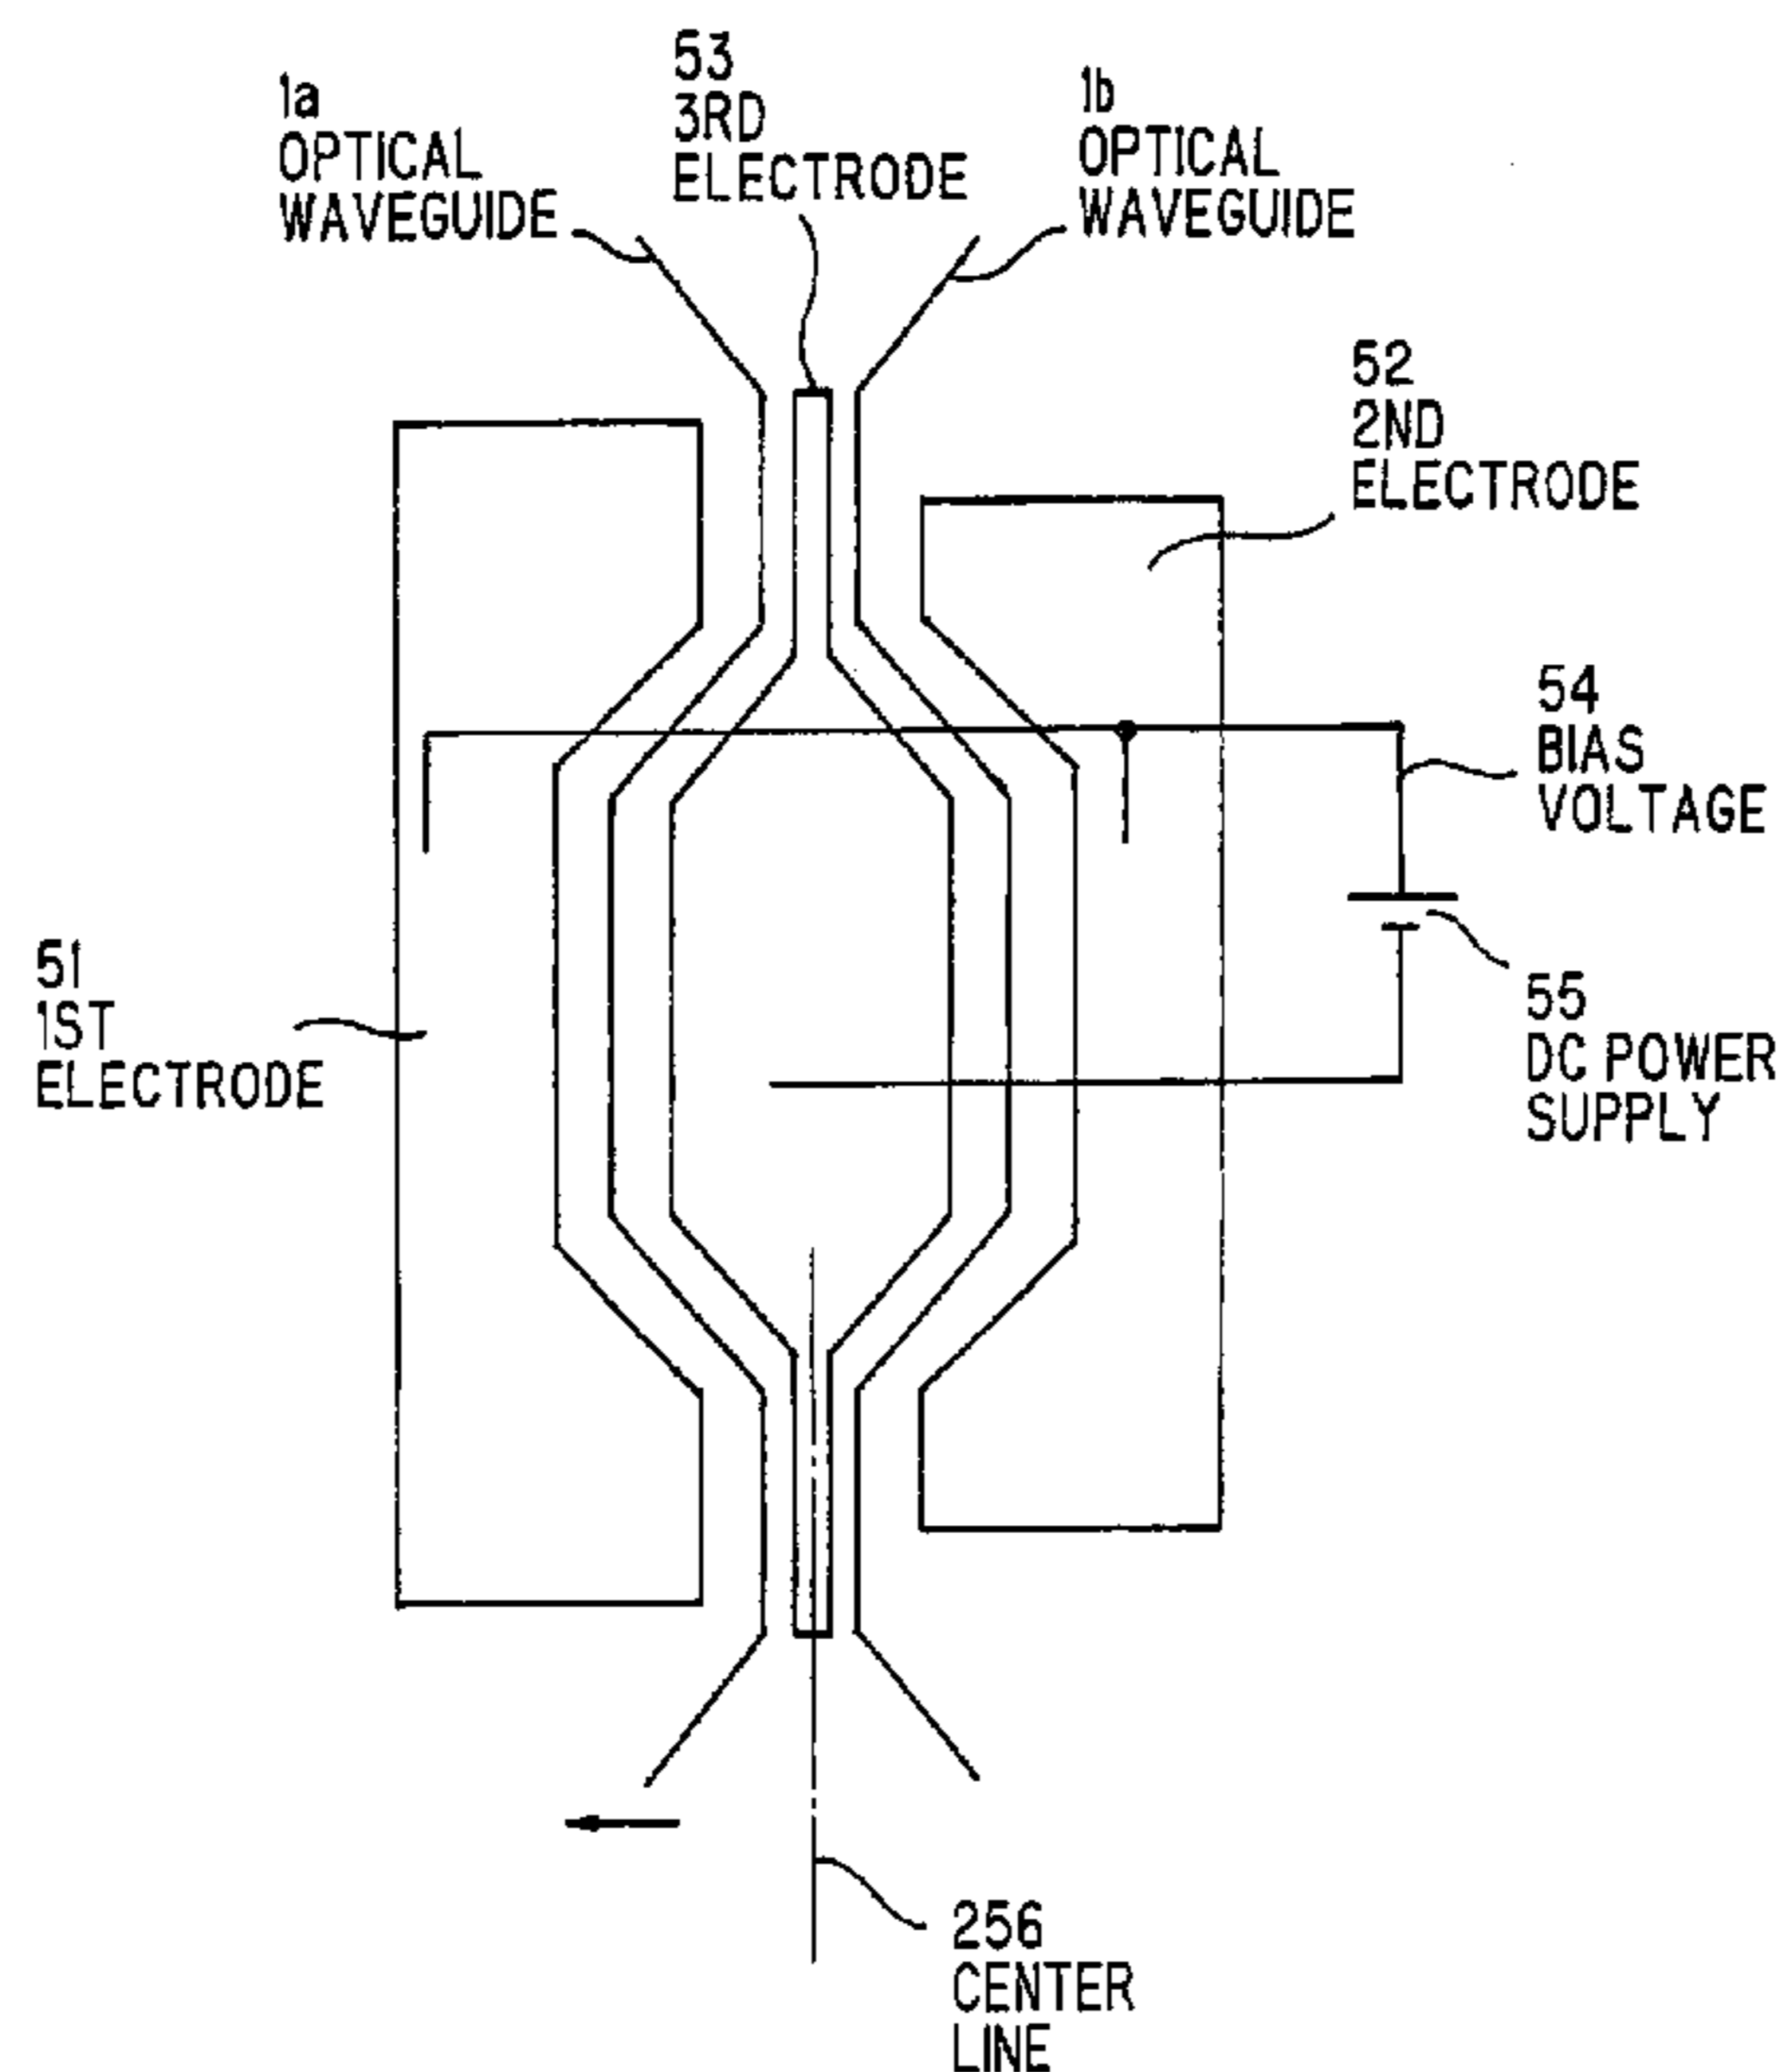 1a
OPTICAL
WAVEGUIDE
53
3RD
ELECTRODE
1b
OPTICAL
WAVEGUIDE
52
2ND
ELECTRODE
54
BIAS
VOLTAGE
51
1ST
ELECTRODE
55
DC POWER
SUPPLY
256
CENTER
LINE